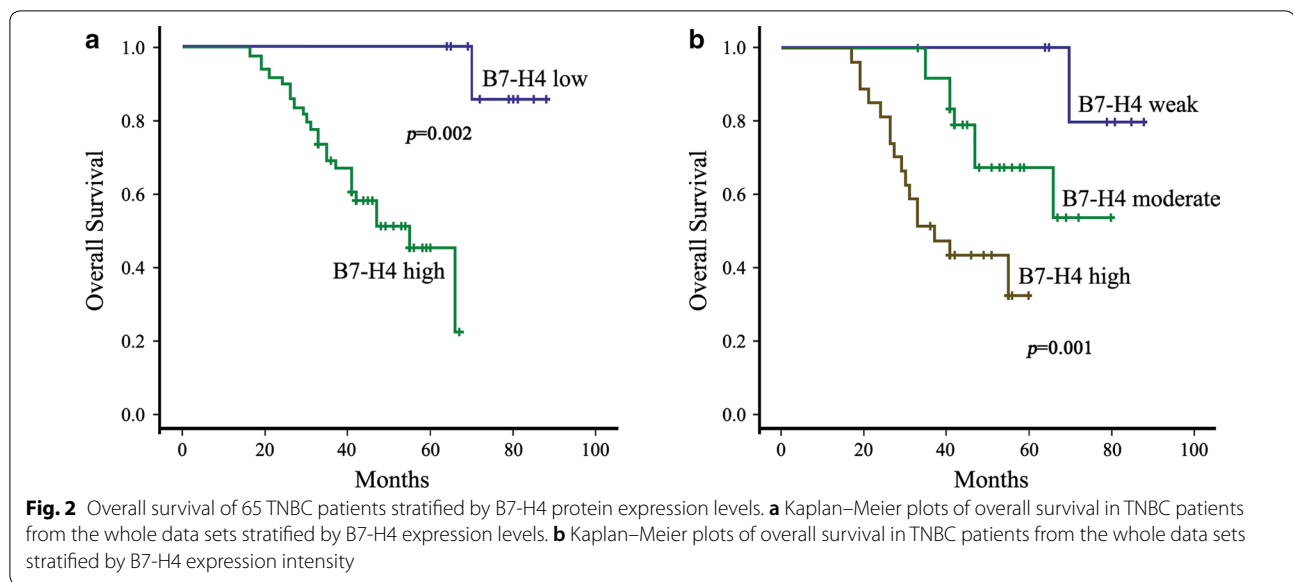 a
1.0
0.8
0.6
0.4
0.2
0.0
Overall Survival
B7-H4 low
p=0.002
B7-H4 high
0 20 40 60 80 100
Months
b
1.0
0.8
0.6
0.4
0.2
0.0
Overall Survival
B7-H4 weak
B7-H4 moderate
B7-H4 high
p=0.001
0 20 40 60 80 100
Months
Fig. 2 Overall survival of 65 TNBC patients stratified by B7-H4 protein expression levels. a Kaplan–Meier plots of overall survival in TNBC patients
from the whole data sets stratified by B7-H4 expression levels. b Kaplan–Meier plots of overall survival in TNBC patients from the whole data sets
stratified by B7-H4 expression intensity